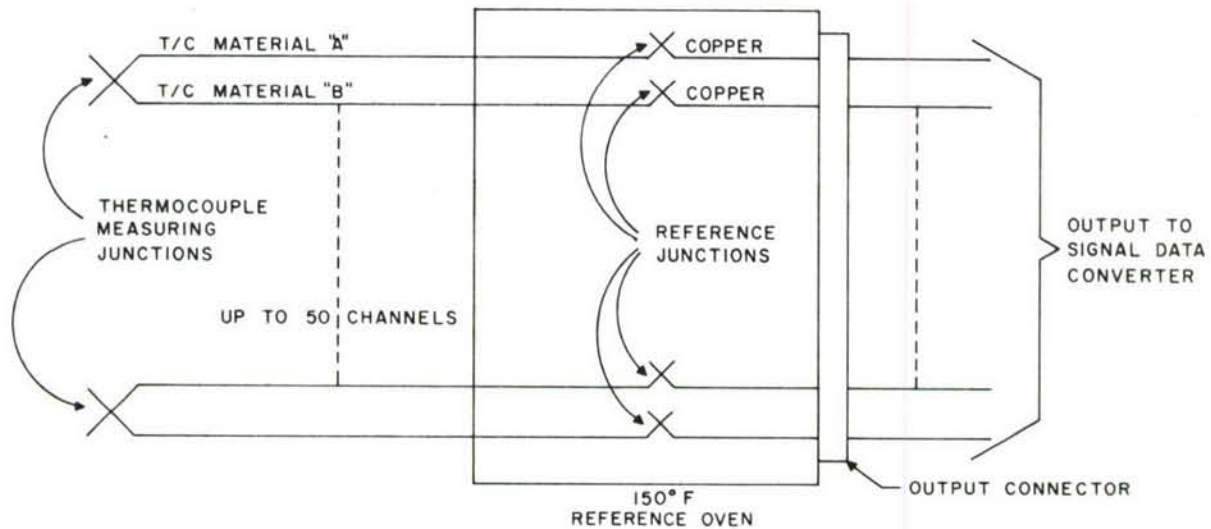 T/C MATERIAL "A"
COPPER
T/C MATERIAL "B"
COPPER
THERMOCOUPLE
MEASURING
JUNCTIONS
REFERENCE
JUNCTIONS
OUTPUT TO
SIGNAL DATA
CONVERTER
UP TO 50 CHANNELS
OUTPUT CONNECTOR
150° F
REFERENCE OVEN